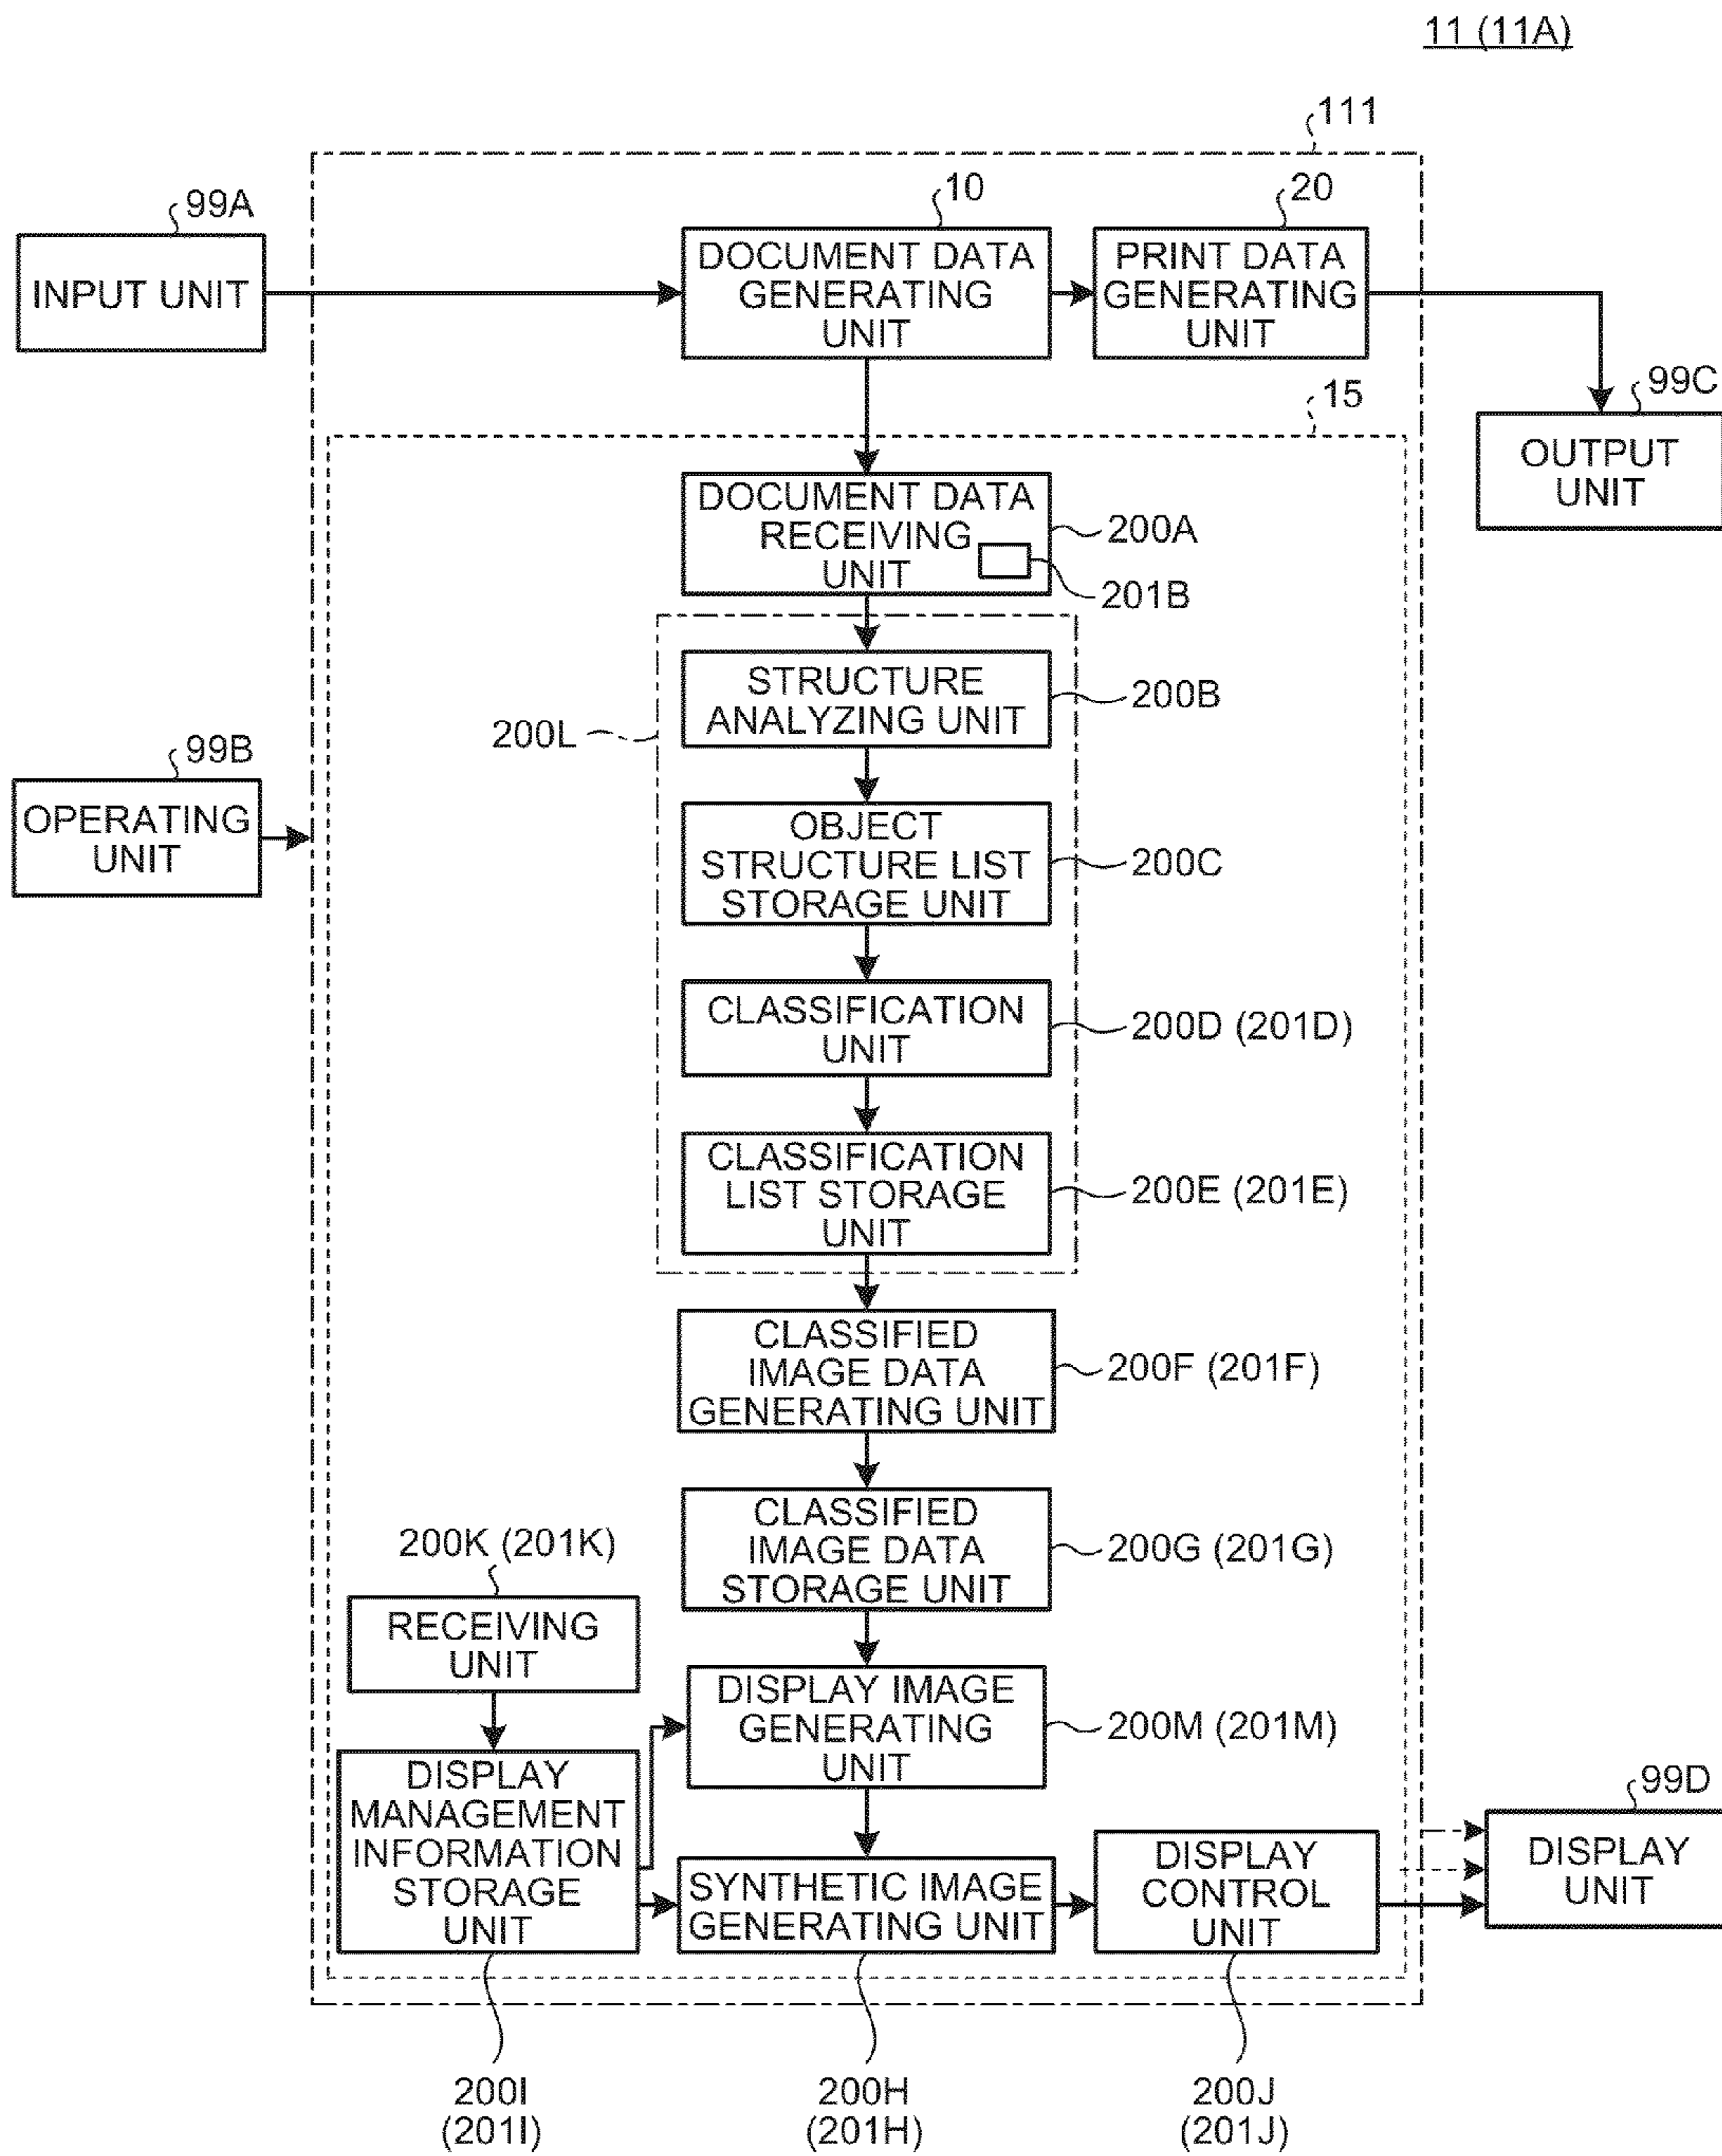 11 (11A)
111
99A
10
20
INPUT UNIT
DOCUMENT DATA
GENERATING
UNIT
PRINT DATA
GENERATING
UNIT
15
99C
OUTPUT
UNIT
DOCUMENT DATA
RECEIVING
UNIT
200A
201B
STRUCTURE
ANALYZING UNIT
200B
200L
99B
OPERATING
UNIT
OBJECT
STRUCTURE LIST
STORAGE UNIT
200C
CLASSIFICATION
UNIT
200D (201D)
CLASSIFICATION
LIST STORAGE
UNIT
200E (201E)
CLASSIFIED
IMAGE DATA
GENERATING UNIT
200F (201F)
CLASSIFIED
IMAGE DATA
STORAGE UNIT
200G (201G)
200K (201K)
RECEIVING
UNIT
DISPLAY IMAGE
GENERATING
UNIT
200M (201M)
DISPLAY
MANAGEMENT
INFORMATION
STORAGE
UNIT
SYNTHETIC IMAGE
GENERATING UNIT
DISPLAY
CONTROL
UNIT
99D
DISPLAY
UNIT
200I
(201I)
200H
(201H)
200J
(201J)